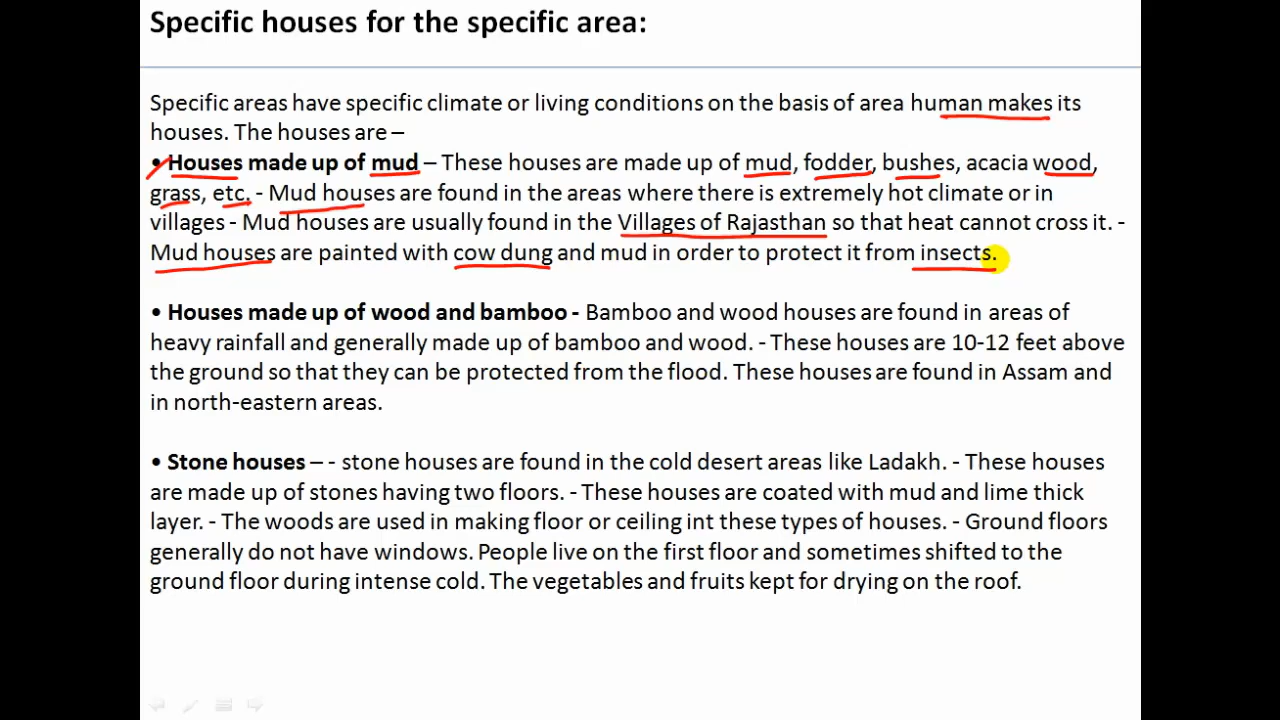 Specific houses for the specific area:
Specific areas have specific climate or living conditions on the basis of area human makes its
houses. The houses are –
• Houses made up of mud – These houses are made up of mud, fodder, bushes, acacia wood,
grass, etc. - Mud houses are found in the areas where there is extremely hot climate or in
villages - Mud houses are usually found in the Villages of Rajasthan so that heat cannot cross it. -
Mud houses are painted with cow dung and mud in order to protect it from insects.
• Houses made up of wood and bamboo - Bamboo and wood houses are found in areas of
heavy rainfall and generally made up of bamboo and wood. - These houses are 10-12 feet above
the ground so that they can be protected from the flood. These houses are found in Assam and
in north-eastern areas.
• Stone houses – - stone houses are found in the cold desert areas like Ladakh. - These houses
are made up of stones having two floors. - These houses are coated with mud and lime thick
layer. - The woods are used in making floor or ceiling int these types of houses. - Ground floors
generally do not have windows. People live on the first floor and sometimes shifted to the
ground floor during intense cold. The vegetables and fruits kept for drying on the roof.